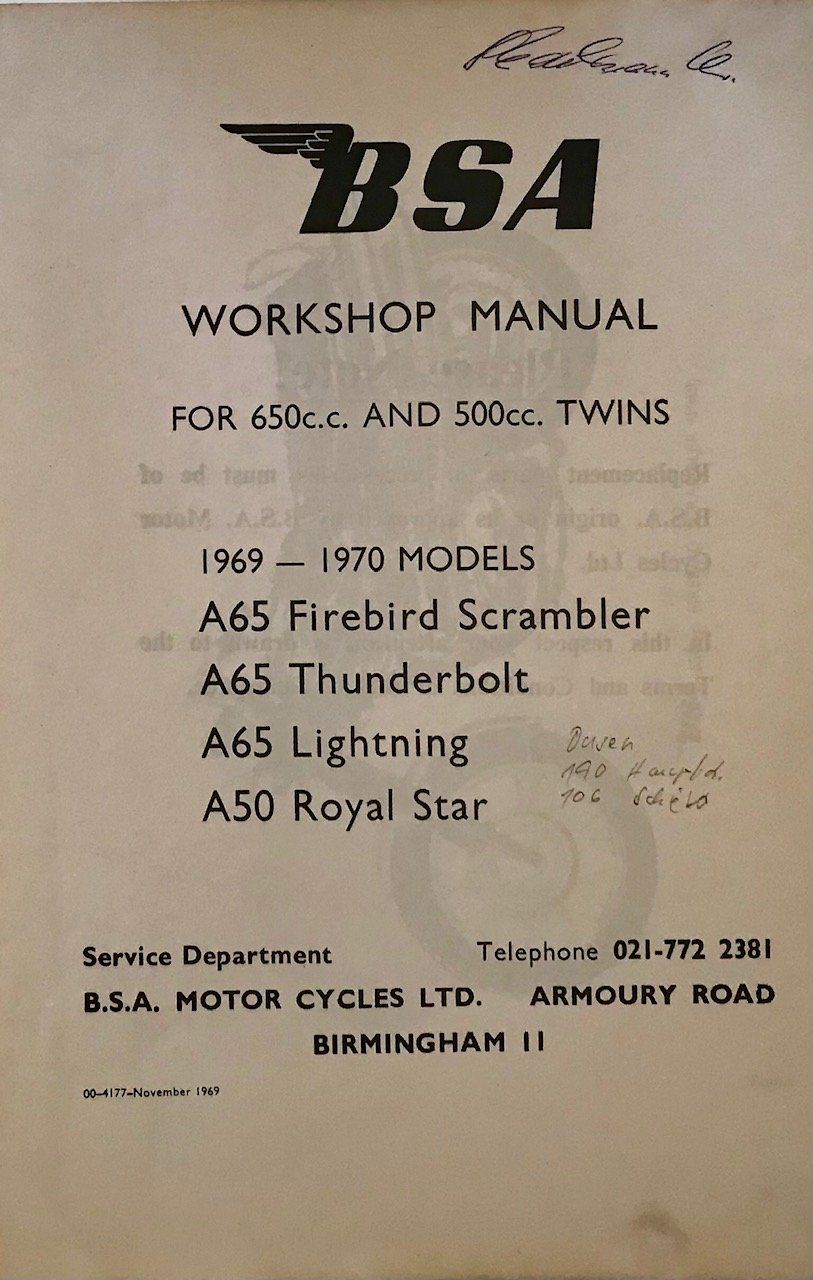 BSA
WORKSHOP MANUAL
FOR 650c.c. AND 500cc. TWINS
1969 — 1970 MODELS
A65 Firebird Scrambler
A65 Thunderbolt
A65 Lightning
A50 Royal Star
Düsen
190
106
Service Department Telephone 021-772 2381
B.S.A. MOTOR CYCLES LTD. ARMOURY ROAD
BIRMINGHAM 11
00-4177-November 1969